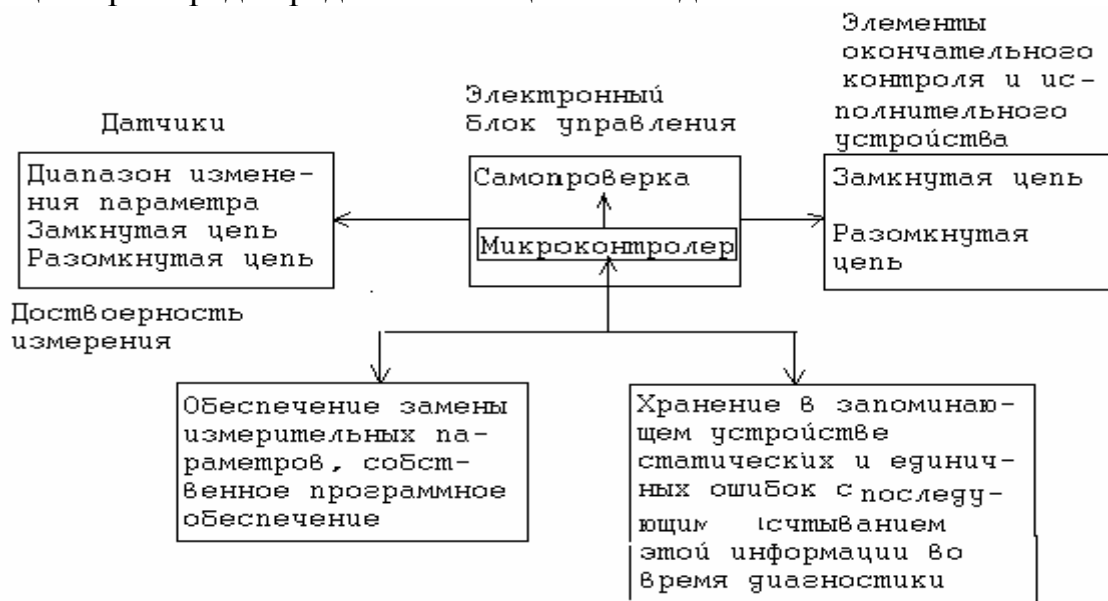 Элементы
окончательного
контроля и ис-
полнительного
устройства
Электронный
блок управления
Датчики
Диапазон измене-
ния параметра
Замкнутая цепь
Разомкнутая цепь
Самопроверка
Микроконтролер
Замкнутая цепь
Разомкнутая
цепь
Доствоерность
измерения
Обеспечение замены
измерительных па-
раметров, собст-
венное программное
обеспечение
Хранение в запоминаю-
щем устройстве
статических и единич-
ных ошибок с последу-
ющим счтыванием
этой информации во
время диагностики